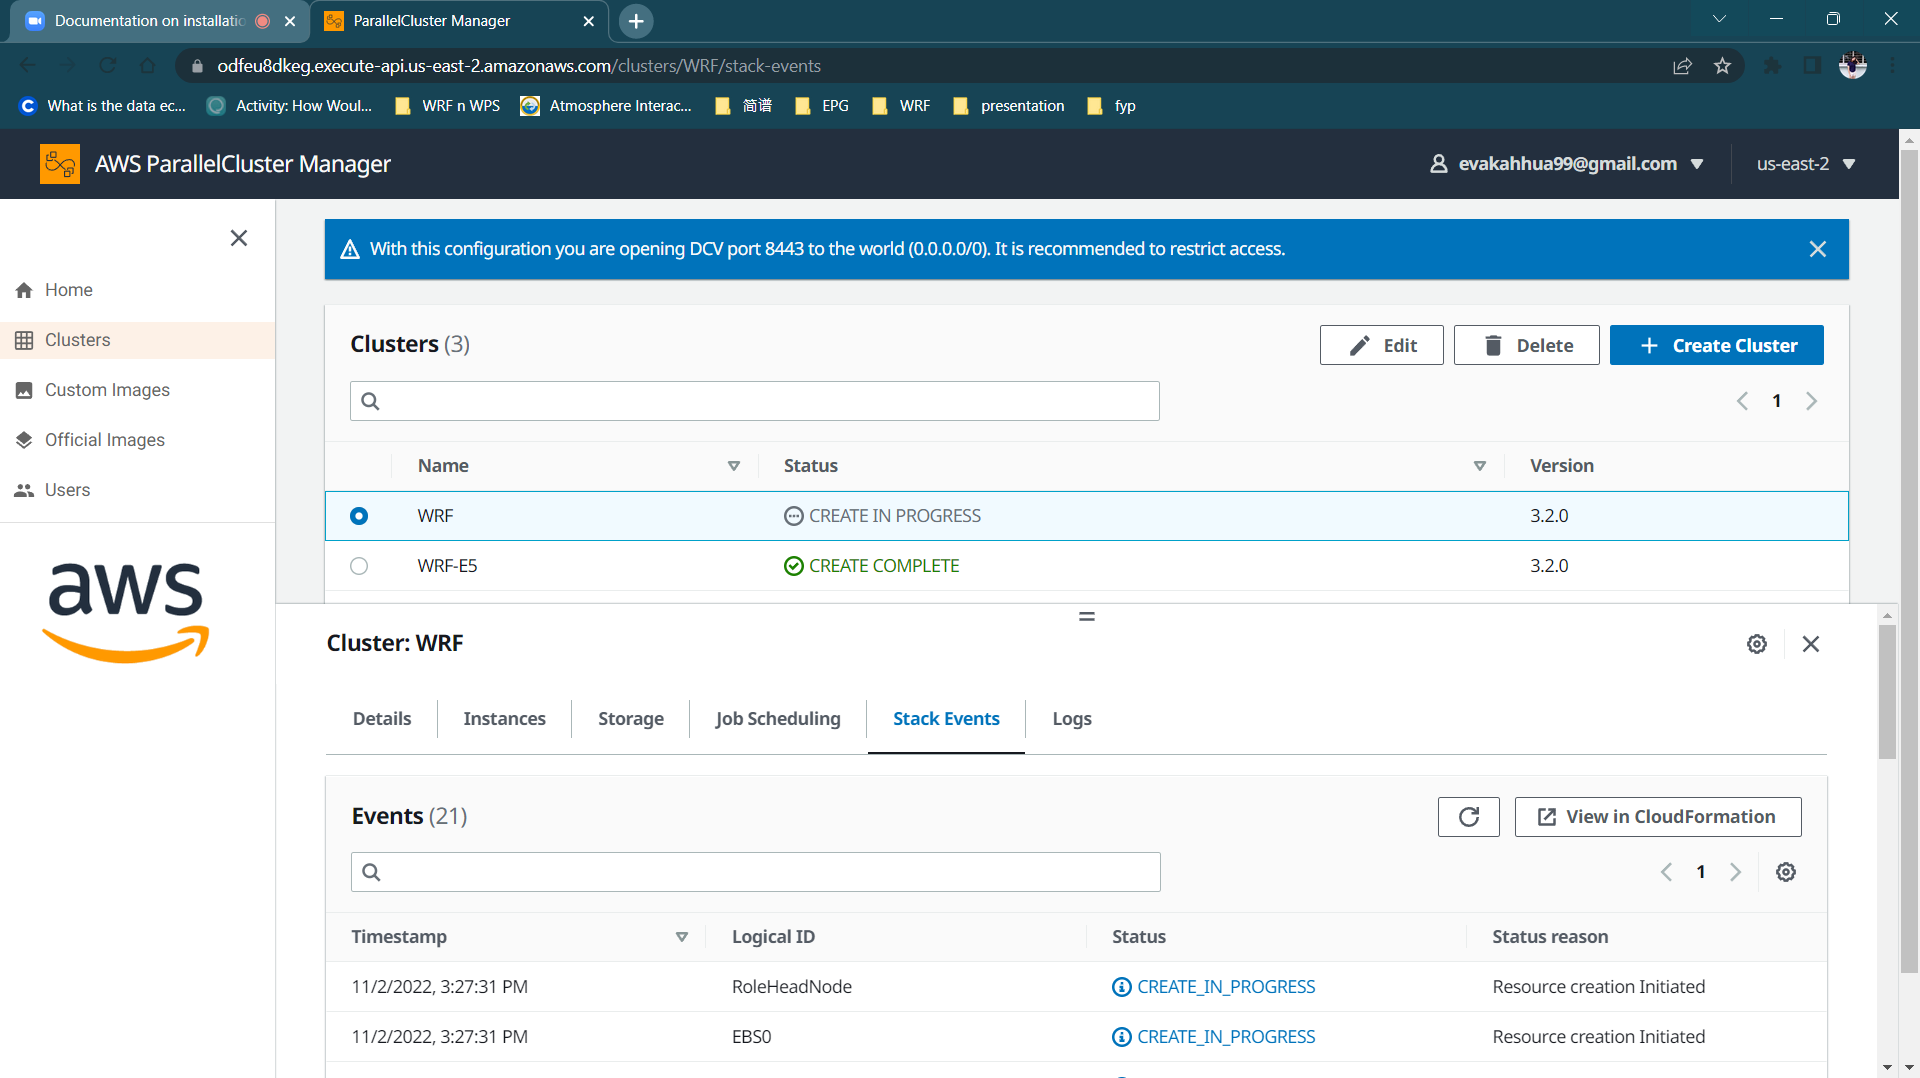 Documentation on installatio
ParallelCluster Manager
odfeu8dkeg.execute-api.us-east-2.amazonaws.com/clusters/WRF/stack-events
What is the data ec...
Activity: How Woul...
WRF n WPS
Atmosphere Interac...
简谱
EPG
WRF
presentation
fyp
AWS ParallelCluster Manager
evakahhua99@gmail.com
us-east-2
With this configuration you are opening DCV port 8443 to the world (0.0.0.0/0). It is recommended to restrict access.
Home
Clusters
Custom Images
Official Images
Users
aws
Clusters (3)
Edit
Delete
Create Cluster
1
Name Status Version
WRF CREATE IN PROGRESS 3.2.0
WRF-E5 CREATE COMPLETE 3.2.0
Cluster: WRF
Details
Instances
Storage
Job Scheduling
Stack Events
Logs
Events (21)
View in CloudFormation
1
Timestamp Logical ID Status Status reason
11/2/2022, 3:27:31 PM RoleHeadNode CREATE_IN_PROGRESS Resource creation Initiated
11/2/2022, 3:27:31 PM EBS0 CREATE_IN_PROGRESS Resource creation Initiated